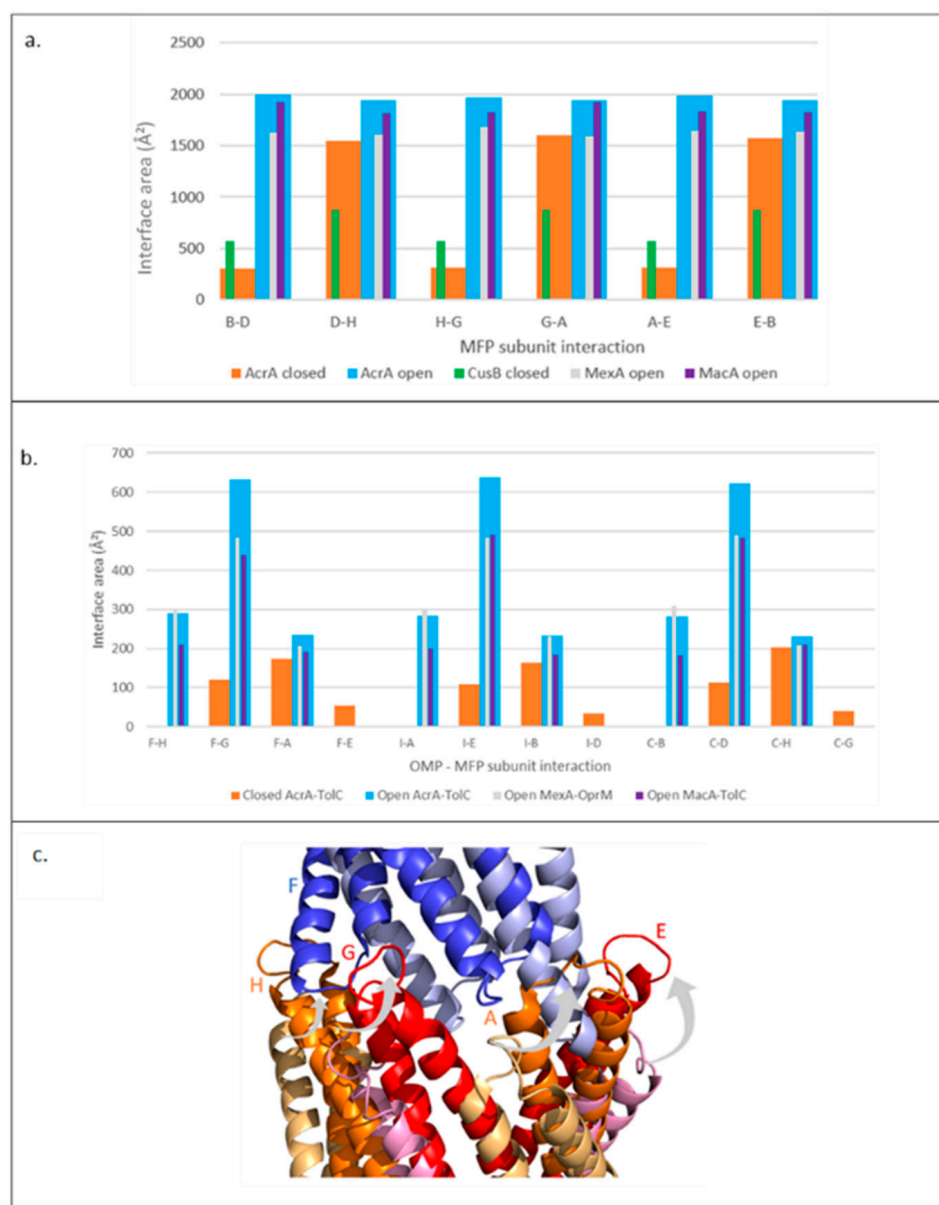 a.
2500
2000
1500
1000
500
0
Interface area (Å²)
B-D D-H H-G G-A A-E E-B
MFP subunit interaction
AcrA closed AcrA open CusB closed MexA open MacA open
b.
700
600
500
400
300
200
100
0
Interface area (Å²)
F-H F-G F-A F-E I-A I-E I-B I-D C-B C-D C-H C-G
OMP - MFP subunit interaction
Closed AcrA-TolC Open AcrA-TolC Open MexA-OprM Open MacA-TolC
c.
F
E
G
H
A